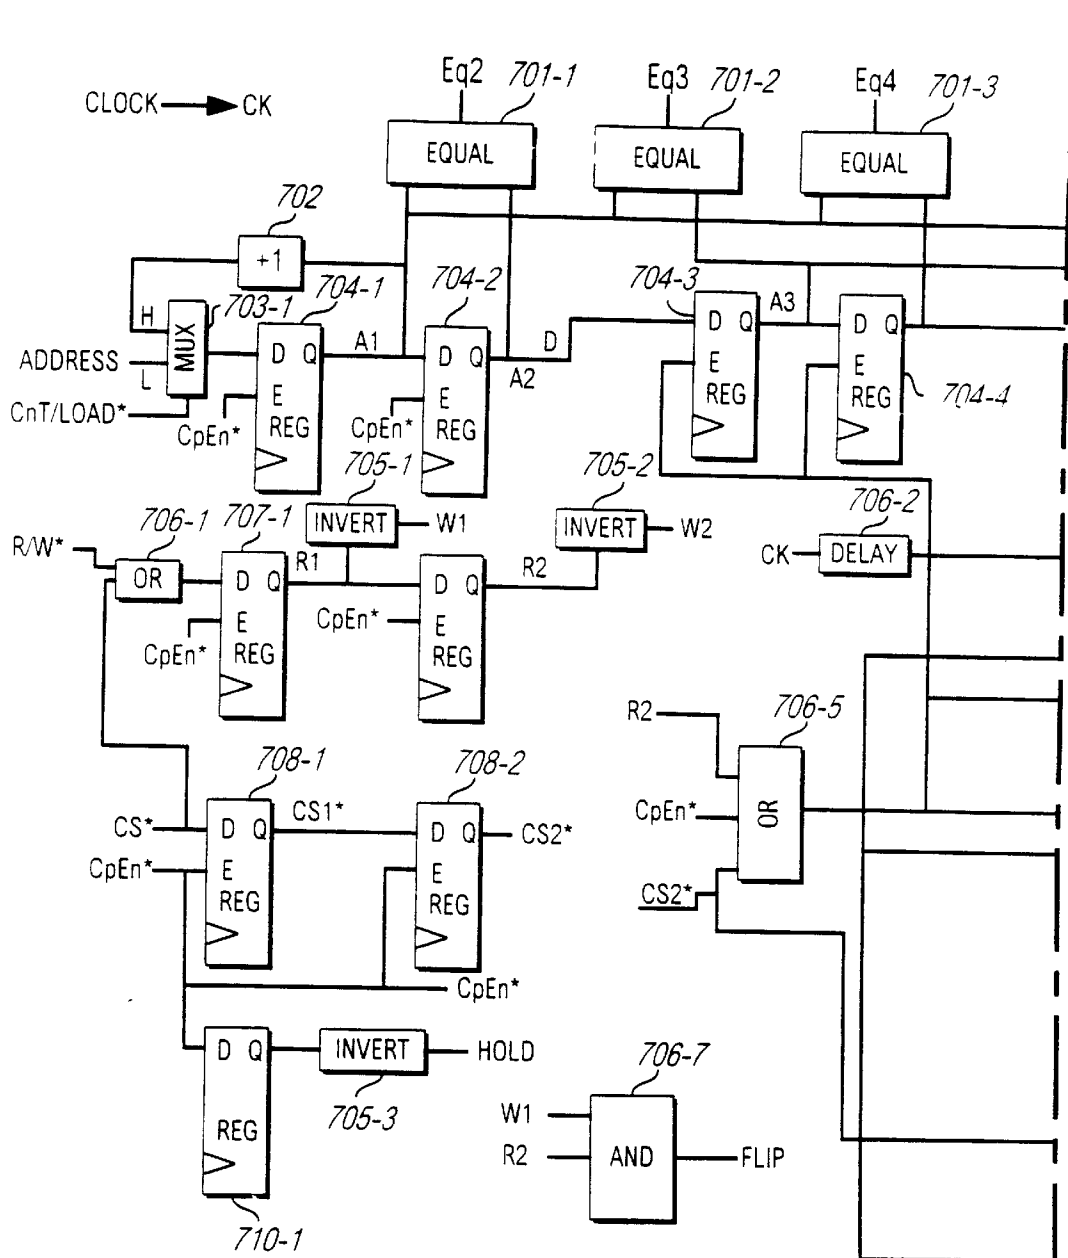 Eq2 701-1 Eq3 701-2 Eq4 701-3
CLOCK CK
EQUAL EQUAL EQUAL
702
+1
704-1 704-2 704-3 A3
H 703-1
MUX
D Q A1 D Q D D Q D Q
ADDRESS
L
E E A2 E E
CnT/LOAD*
CpEn* REG CpEn* REG REG REG 704-4
705-1 705-2
706-1 707-1 INVERT W1 INVERT W2 706-2
R/W*
OR D Q R1 D Q R2 CK DELAY
CpEn* E REG CpEn* E REG
R2 706-5
708-1 708-2
CS* D Q CS1* D Q CS2* CpEn* OR
CpEn* E E
REG REG CS2*
CpEn*
D Q INVERT HOLD
706-7
705-3
REG W1
R2 AND FLIP
710-1